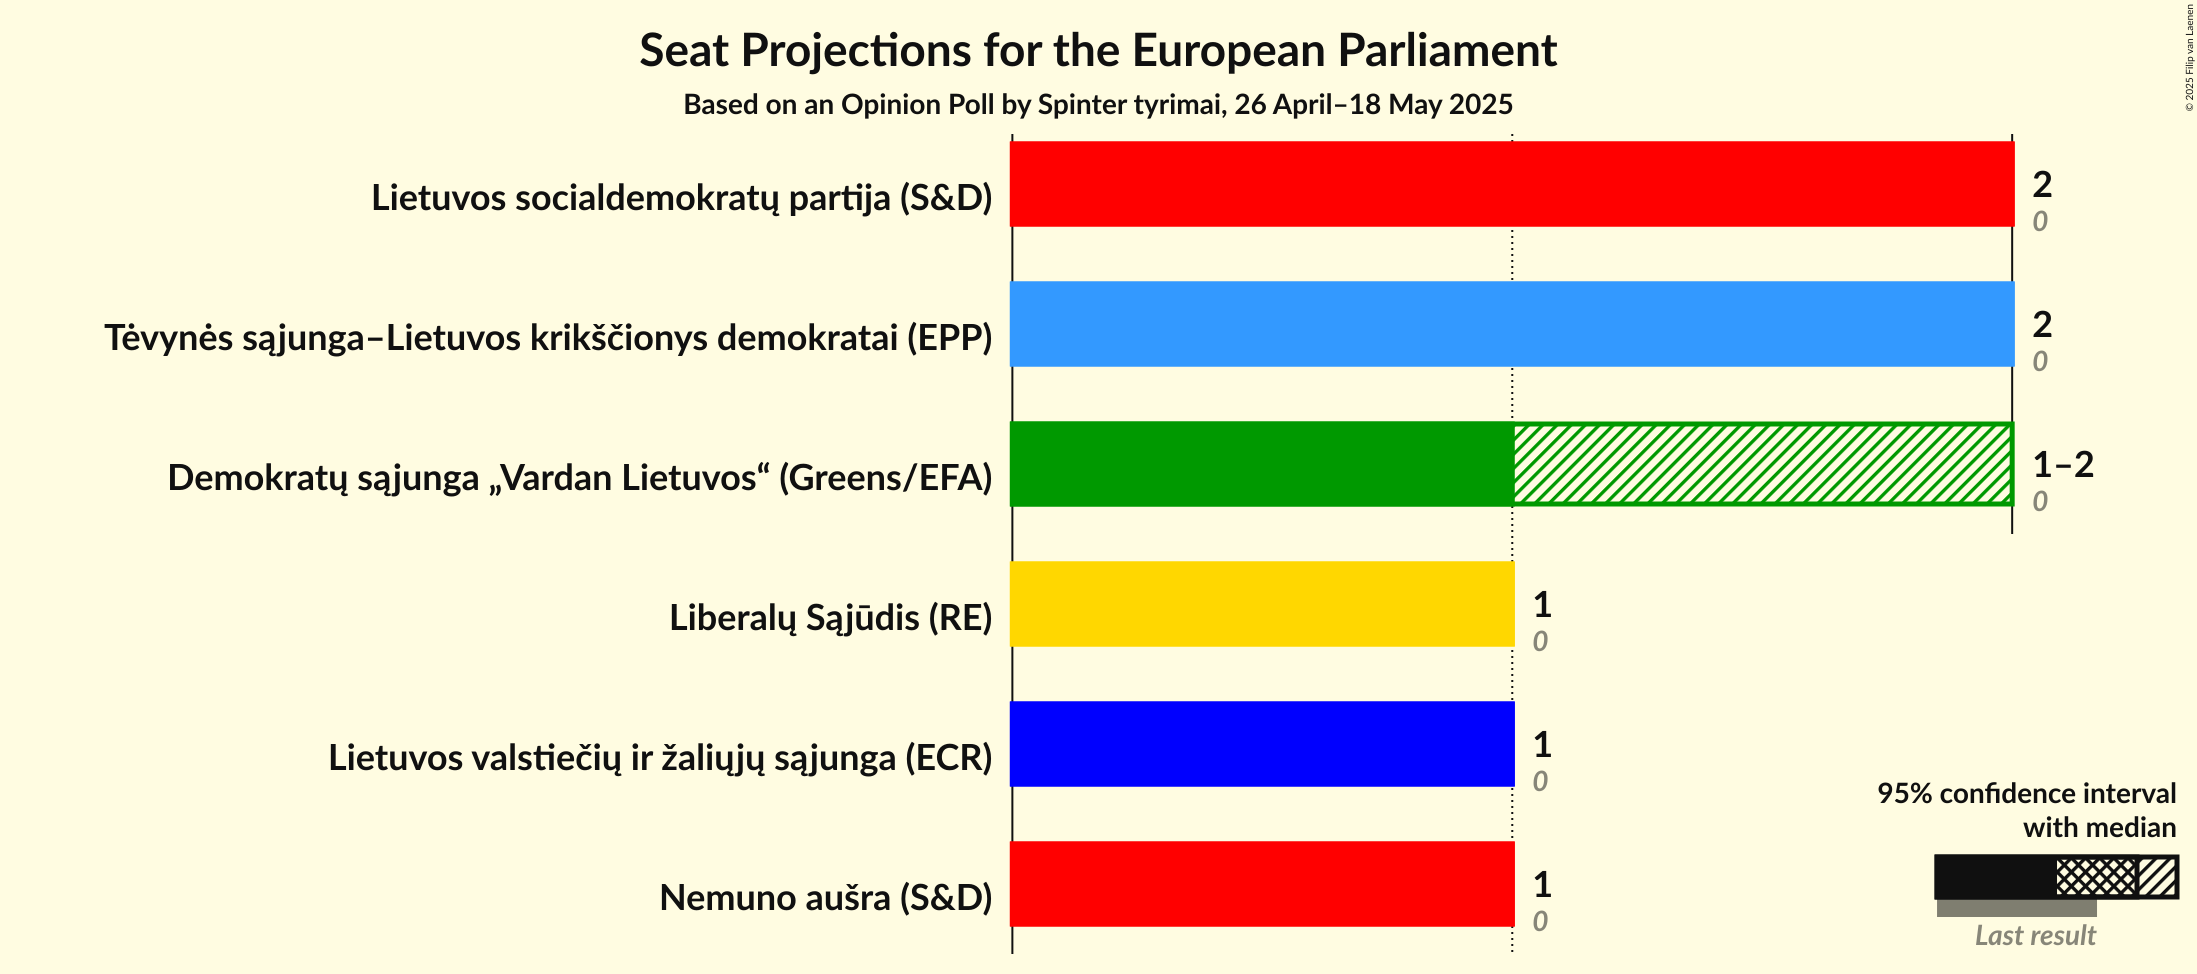 Seat Projections for the European Parliament
Based on an Opinion Poll by Spinter tyrimai, 26 April–18 May 2025
© 2025 Filip van Laenen
Lietuvos socialdemokratų partija (S&D)
2
0
Tėvynės sąjunga–Lietuvos krikščionys demokratai (EPP)
2
0
Demokratų sąjunga „Vardan Lietuvos“ (Greens/EFA)
1–2
0
Liberalų Sąjūdis (RE)
1
0
Lietuvos valstiečių ir žaliųjų sąjunga (ECR)
1
0
Nemuno aušra (S&D)
1
0
95% confidence interval
with median
Last result